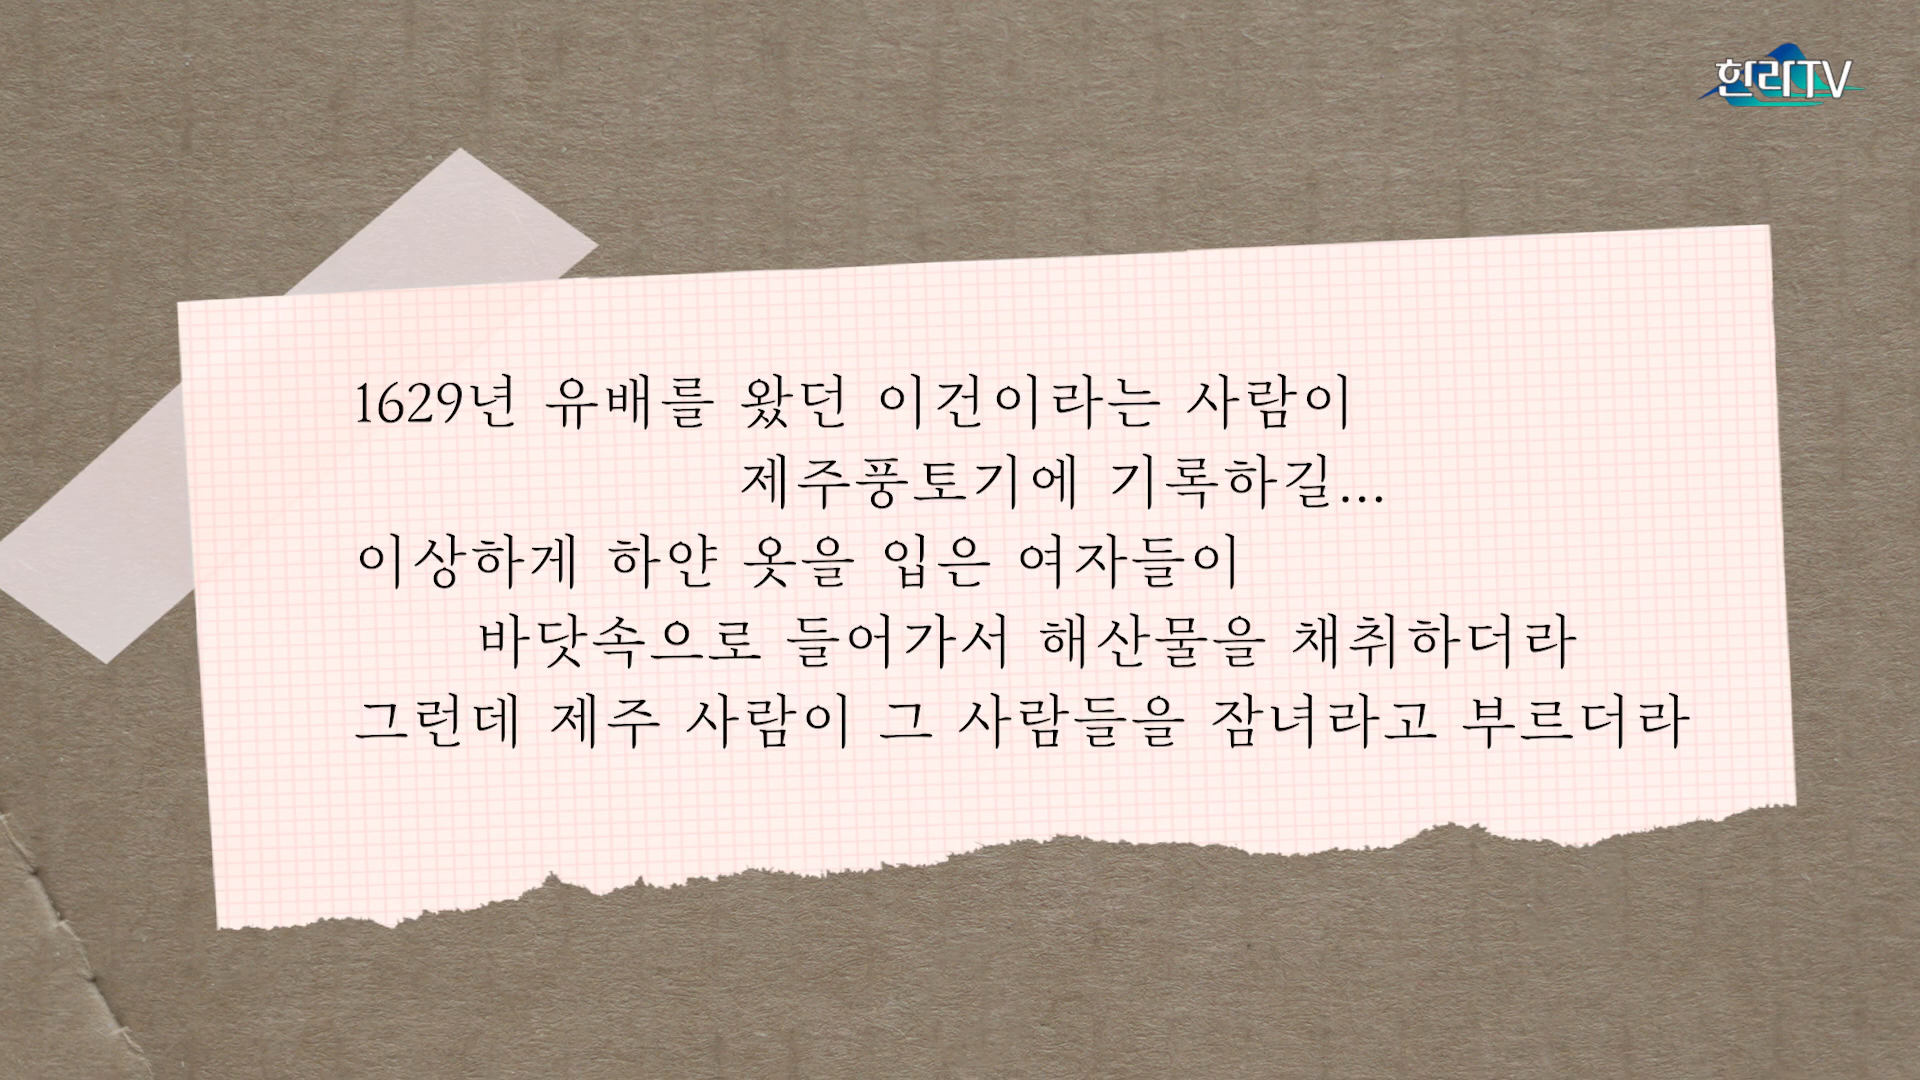 한라TV
1629년 유배를 왔던 이건이라는 사람이
제주풍토기에 기록하길...
이상하게 하얀 옷을 입은 여자들이
바닷속으로 들어가서 해산물을 채취하더라
그런데 제주 사람이 그 사람들을 잠녀라고 부르더라